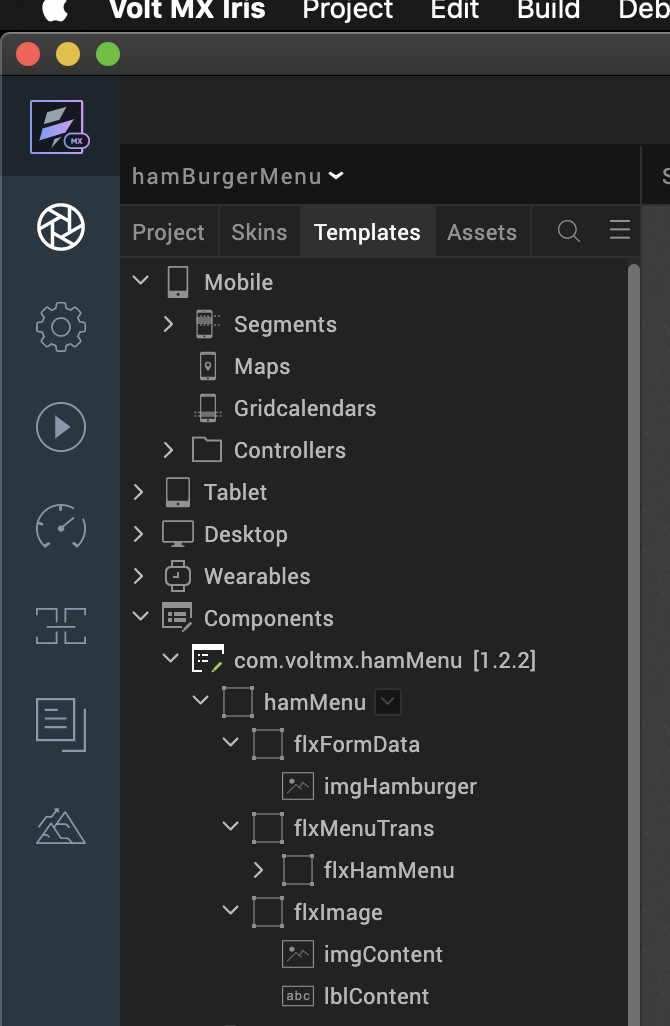 Volt MX Iris Project Edit Build Deb
MX
hamBurgerMenu
Project Skins Templates Assets
Mobile
Segments
Maps
Gridcalendars
Controllers
Tablet
Desktop
Wearables
Components
com.voltmx.hamMenu [1.2.2]
hamMenu
flxFormData
imgHamburger
flxMenuTrans
flxHamMenu
flxImage
imgContent
abc lblContent